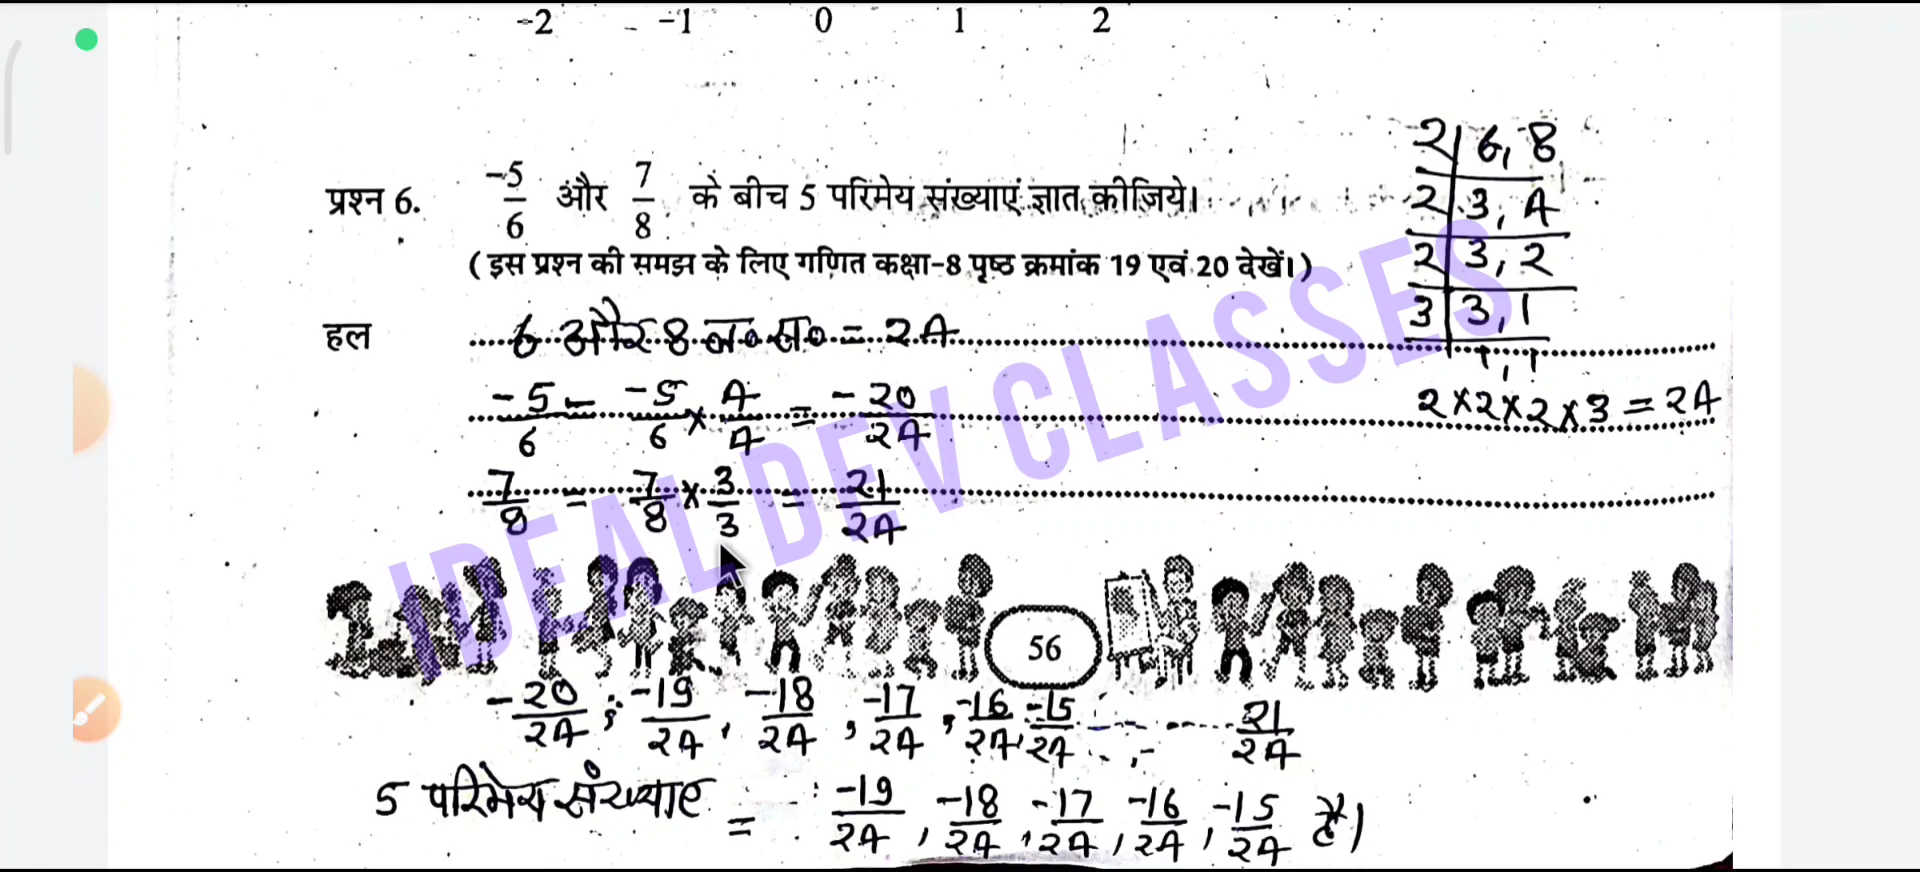 -2 -1 0 1 2
प्रश्न 6. -5/6 और 7/8 के बीच 5 परिमेय संख्याएं ज्ञात कीजिये।
(इस प्रश्न की समझ के लिए गणित कक्षा-8 पृष्ठ क्रमांक 19 एवं 20 देखें।)
2 | 6, 8
2 | 3, 4
2 | 3, 2
3 | 3, 1
1, 1
2×2×2×3 = 24
हल 6 और 8 ल० स० = 24
-5/6 = -5/6 × 4/4 = -20/24
7/8 = 7/8 × 3/3 = 21/24
IDEAL DEV CLASSES
56
-20/24, -19/24, -18/24, -17/24, -16/24, -15/24 ------- 21/24
5 परिमेय संख्याए = -19/24, -18/24, -17/24, -16/24, -15/24 है।